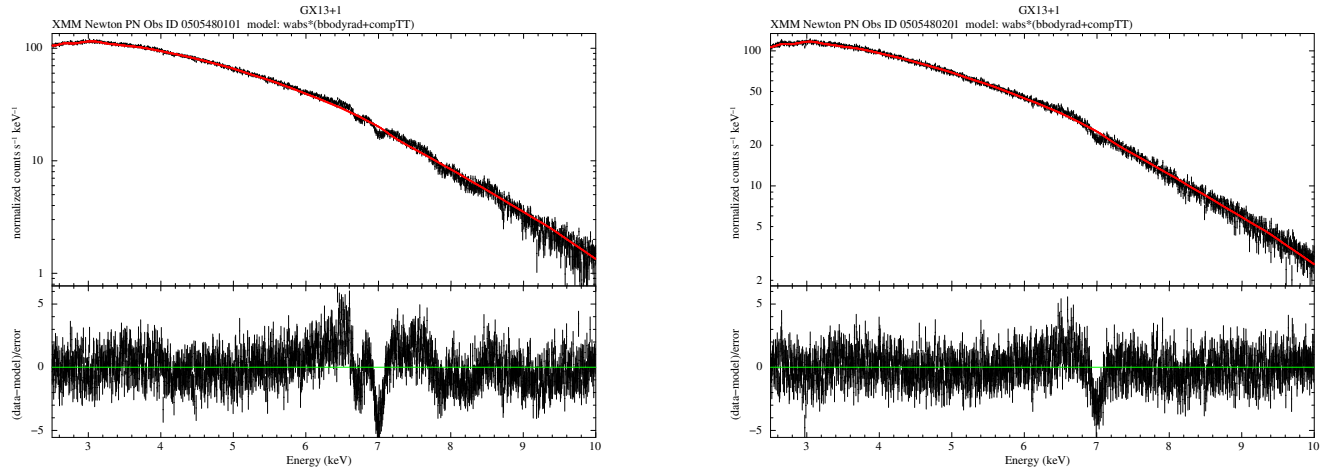 GX13+1
XMM Newton PN Obs ID 0505480101 model: wabs*(bbodyrad+compTT)
normalized counts s⁻¹ keV⁻¹
100
10
1
(data−model)/error
5
0
−5
3 4 5 6 7 8 9 10
Energy (keV)
GX13+1
XMM Newton PN Obs ID 0505480201 model: wabs*(bbodyrad+compTT)
normalized counts s⁻¹ keV⁻¹
100
50
20
10
5
2
(data−model)/error
5
0
−5
3 4 5 6 7 8 9 10
Energy (keV)